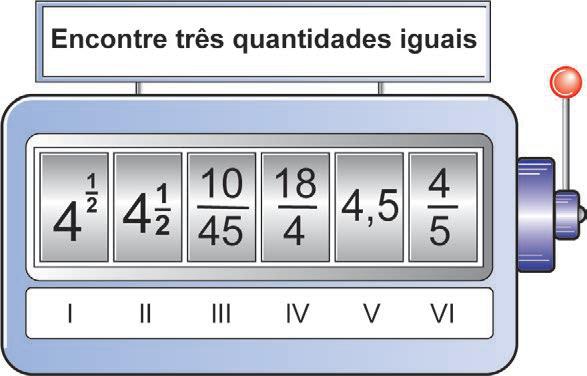 Encontre três quantidades iguais
4^(1/2) 4 1/2 10/45 18/4 4,5 4/5
I II III IV V VI